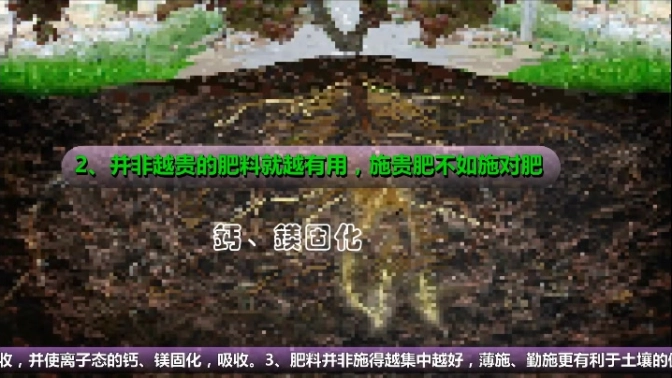 2、并非越贵的肥料就越有用，施贵肥不如施对肥
钙、镁固化
收，并使离子态的钙、镁固化，吸收。3、肥料并非施得越集中越好，薄施、勤施更有利于土壤的